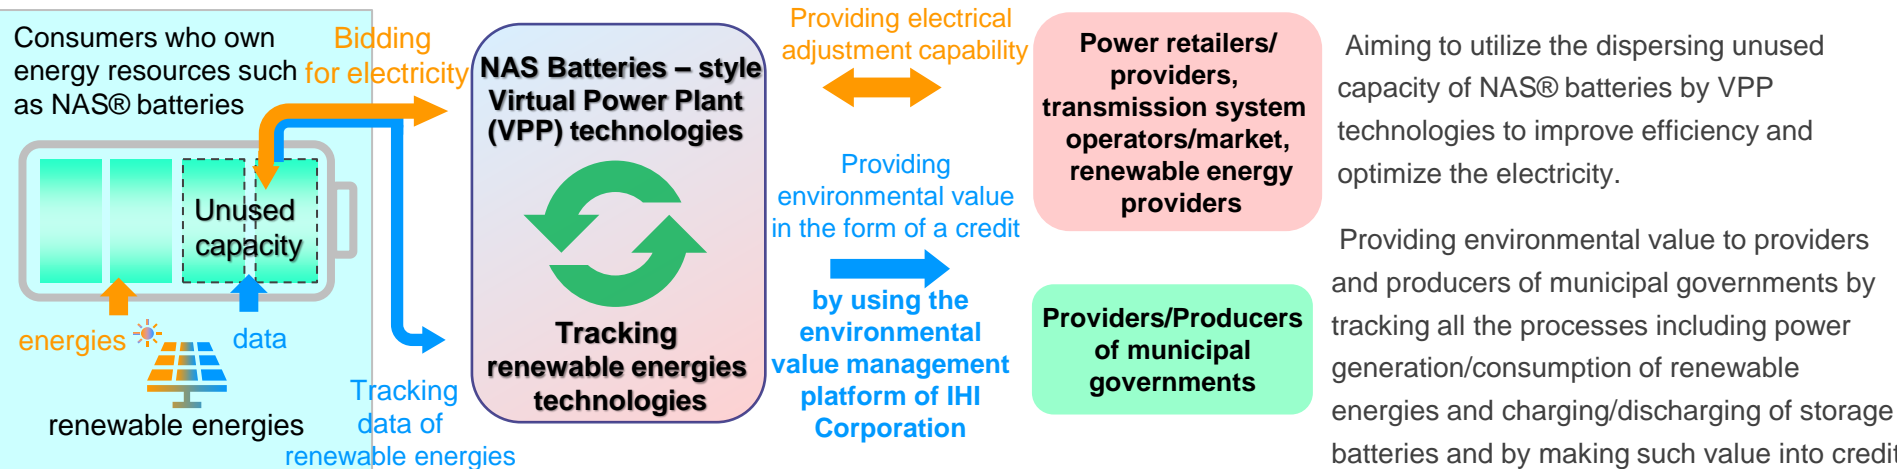 Consumers who own
energy resources such
as NAS® batteries
Bidding
for electricity
Unused
capacity
energies
data
renewable energies
Tracking
data of
renewable energies
NAS Batteries – style
Virtual Power Plant
(VPP) technologies
Tracking
renewable energies
technologies
Providing electrical
adjustment capability
Providing
environmental value
in the form of a credit
by using the
environmental
value management
platform of IHI
Corporation
Power retailers/
providers,
transmission system
operators/market,
renewable energy
providers
Providers/Producers
of municipal
governments
Aiming to utilize the dispersing unused
capacity of NAS® batteries by VPP
technologies to improve efficiency and
optimize the electricity.
Providing environmental value to providers
and producers of municipal governments by
tracking all the processes including power
generation/consumption of renewable
energies and charging/discharging of storage
batteries and by making such value into credit